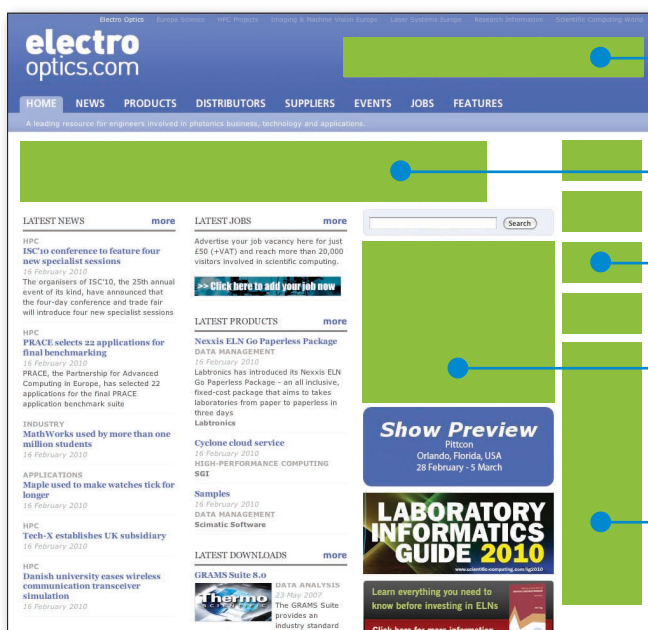 Electro Optics Europe Science HPC Projects Imaging & Machine Vision Europe Laser Systems Europe Research Information Scientific Computing World
electro
optics.com
HOME NEWS PRODUCTS DISTRIBUTORS SUPPLIERS EVENTS JOBS FEATURES
A leading resource for engineers involved in photonics business, technology and applications.
LATEST NEWS more
HPC
ISC'10 conference to feature four
new specialist sessions
16 February 2010
The organisers of ISC'10, the 25th annual
event of its kind, have announced that
the four-day conference and trade fair
will introduce four new specialist sessions
HPC
PRACE selects 22 applications for
final benchmarking
16 February 2010
PRACE, the Partnership for Advanced
Computing in Europe, has selected 22
applications for the final PRACE
application benchmark suite
INDUSTRY
MathWorks used by more than one
million students
16 February 2010
APPLICATIONS
Maple used to make watches tick for
longer
16 February 2010
HPC
Tech-X establishes UK subsidiary
16 February 2010
HPC
Danish university eases wireless
communication transceiver
simulation
16 February 2010
LATEST JOBS more
Advertise your job vacancy here for just
£50 (+VAT) and reach more than 20,000
visitors involved in scientific computing.
>> Click here to add your job now
LATEST PRODUCTS more
Nexxis ELN Go Paperless Package
DATA MANAGEMENT
16 February 2010
Labtronics has introduced its Nexxis ELN
Go Paperless Package - an all inclusive,
fixed-cost package that aims to takes
laboratories from paper to paperless in
three days
Labtronics
Cyclone cloud service
16 February 2010
HIGH-PERFORMANCE COMPUTING
SGI
Samples
16 February 2010
DATA MANAGEMENT
Scimatic Software
LATEST DOWNLOADS more
GRAMS Suite 8.0
Thermo
SCIENTIFIC
DATA ANALYSIS
23 May 2007
The GRAMS Suite
provides an
industry standard
Search
Show Preview
Pittcon
Orlando, Florida, USA
28 February - 5 March
LABORATORY
INFORMATICS
GUIDE 2010
www.scientific-computing.com/lig2010
Learn everything you need to
know before investing in ELNs
Click here for more information